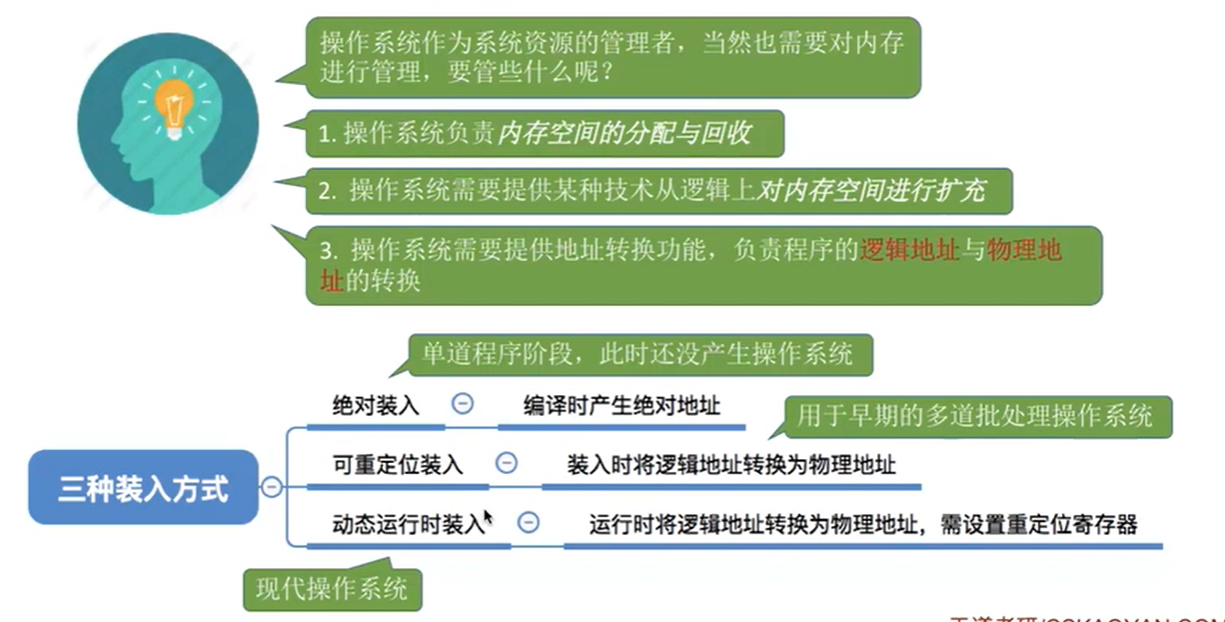 操作系统作为系统资源的管理者，当然也需要对内存
进行管理，要管些什么呢？
1. 操作系统负责内存空间的分配与回收
2. 操作系统需要提供某种技术从逻辑上对内存空间进行扩充
3. 操作系统需要提供地址转换功能，负责程序的逻辑地址与物理地
址的转换
单道程序阶段，此时还没产生操作系统
绝对装入 编译时产生绝对地址
用于早期的多道批处理操作系统
三种装入方式
可重定位装入 装入时将逻辑地址转换为物理地址
动态运行时装入 运行时将逻辑地址转换为物理地址，需设置重定位寄存器
现代操作系统